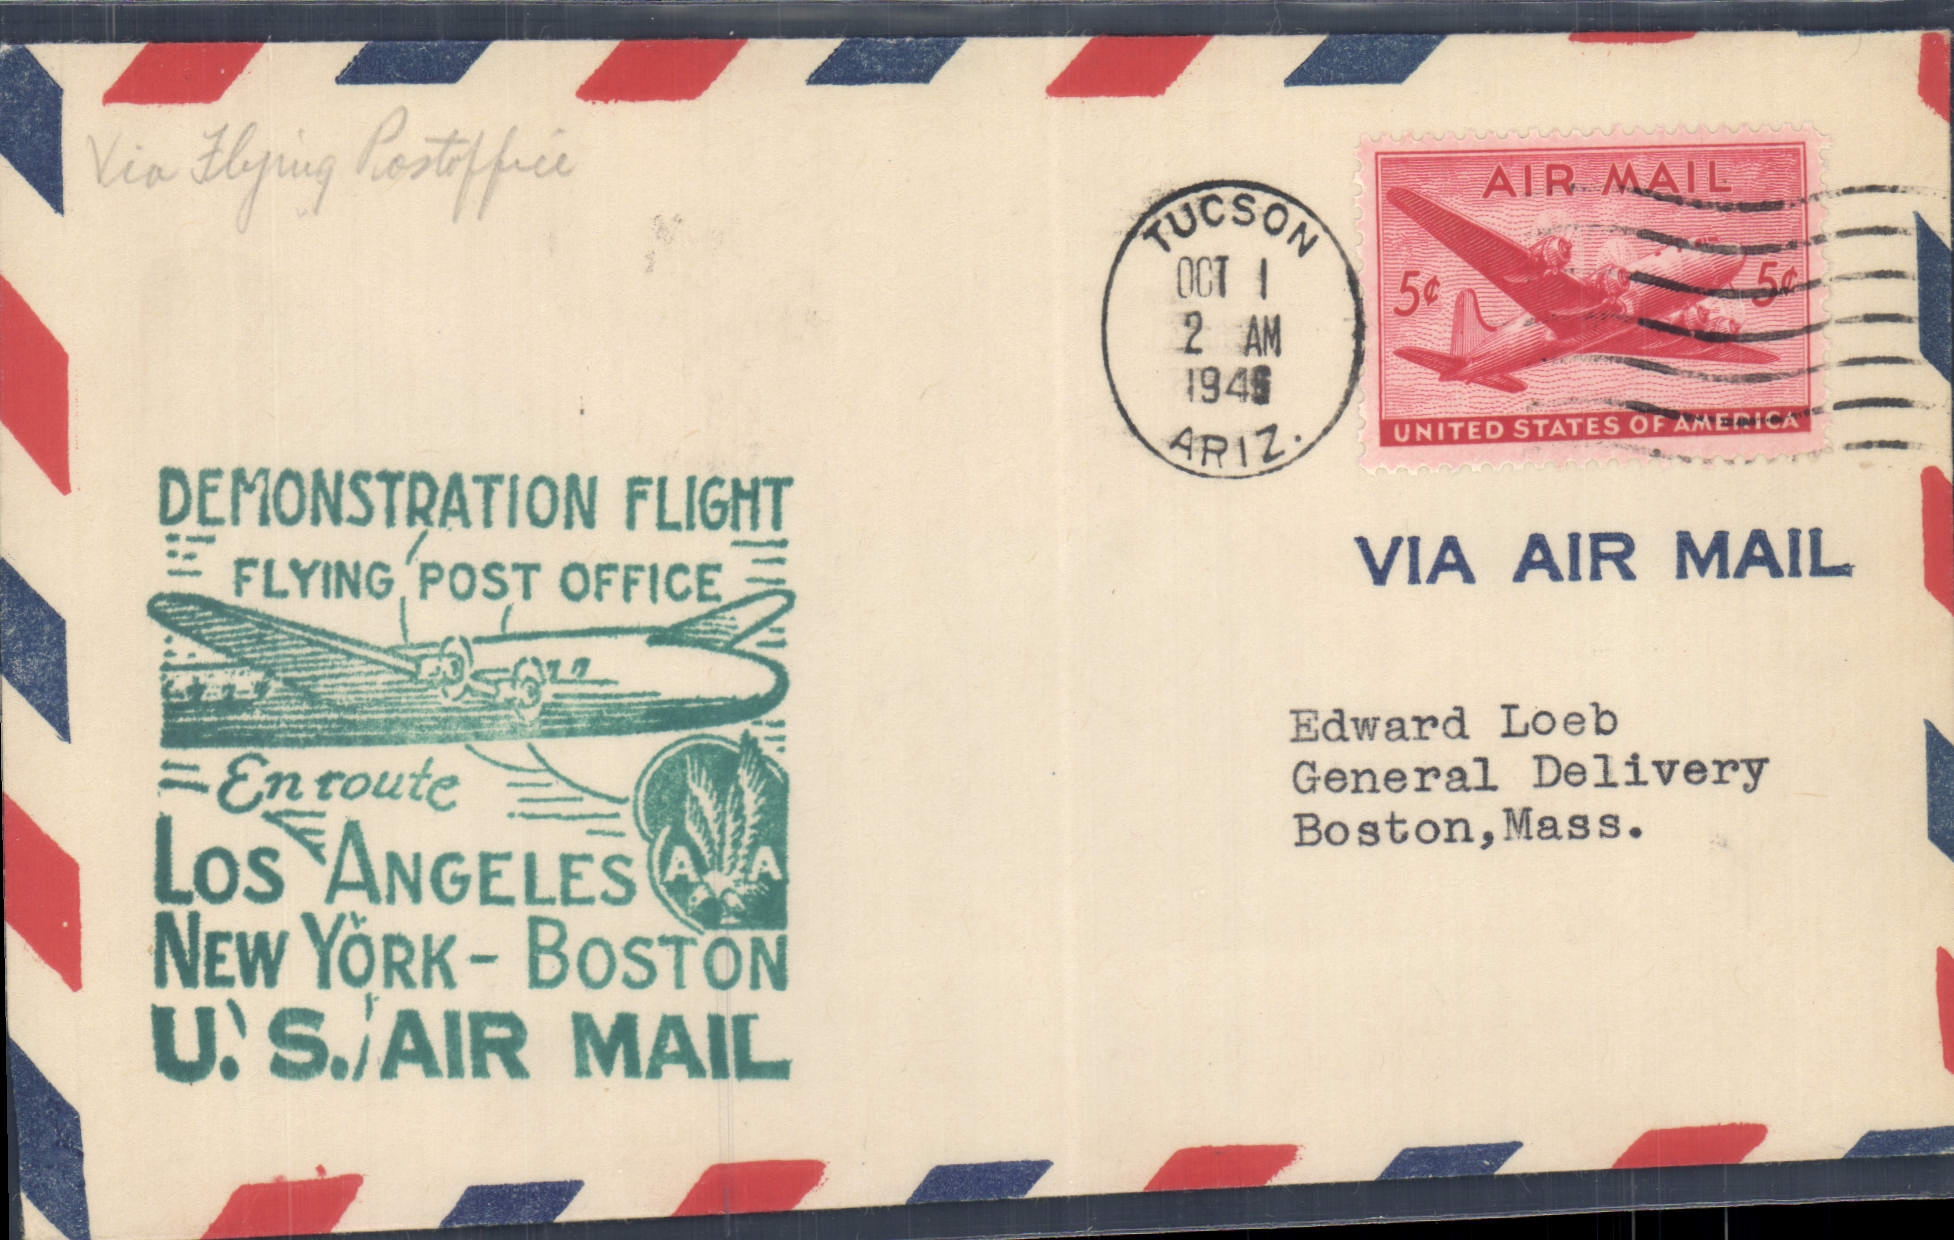 Via Flying Postoffice
TUCSON
OCT 1
2 AM
ARIZ.
AIR MAIL
5¢ 5¢
UNITED STATES OF AMERICA
VIA AIR MAIL
DEMONSTRATION FLIGHT
FLYING POST OFFICE
En route
LOS ANGELES
A A
NEW YORK - BOSTON
U. S. AIR MAIL
Edward Loeb
General Delivery
Boston,Mass.